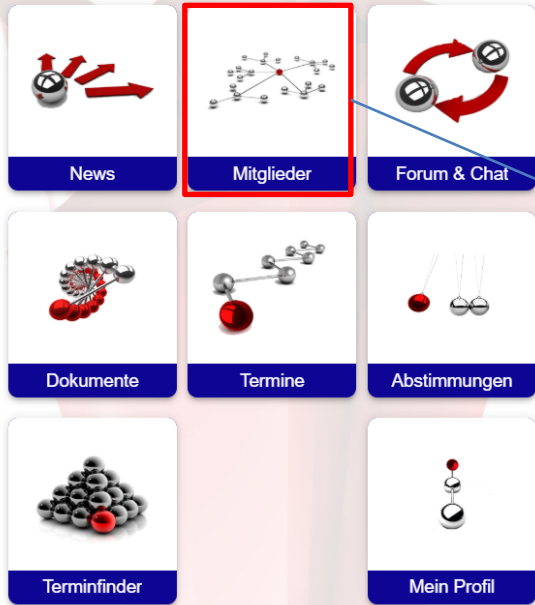 News
Mitglieder
Forum & Chat
Dokumente
Termine
Abstimmungen
Terminfinder
Mein Profil